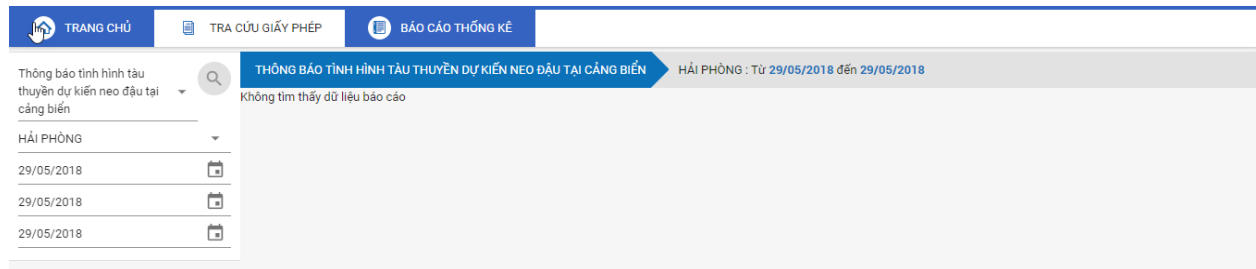 TRANG CHỦ
TRA CỨU GIẤY PHÉP
BÁO CÁO THỐNG KÊ
Thông báo tình hình tàu
thuyền dự kiến neo đậu tại
cảng biển
HẢI PHÒNG
29/05/2018
29/05/2018
29/05/2018
THÔNG BÁO TÌNH HÌNH TÀU THUYỀN DỰ KIẾN NEO ĐẬU TẠI CẢNG BIỂN
HẢI PHÒNG : Từ 29/05/2018 đến 29/05/2018
Không tìm thấy dữ liệu báo cáo